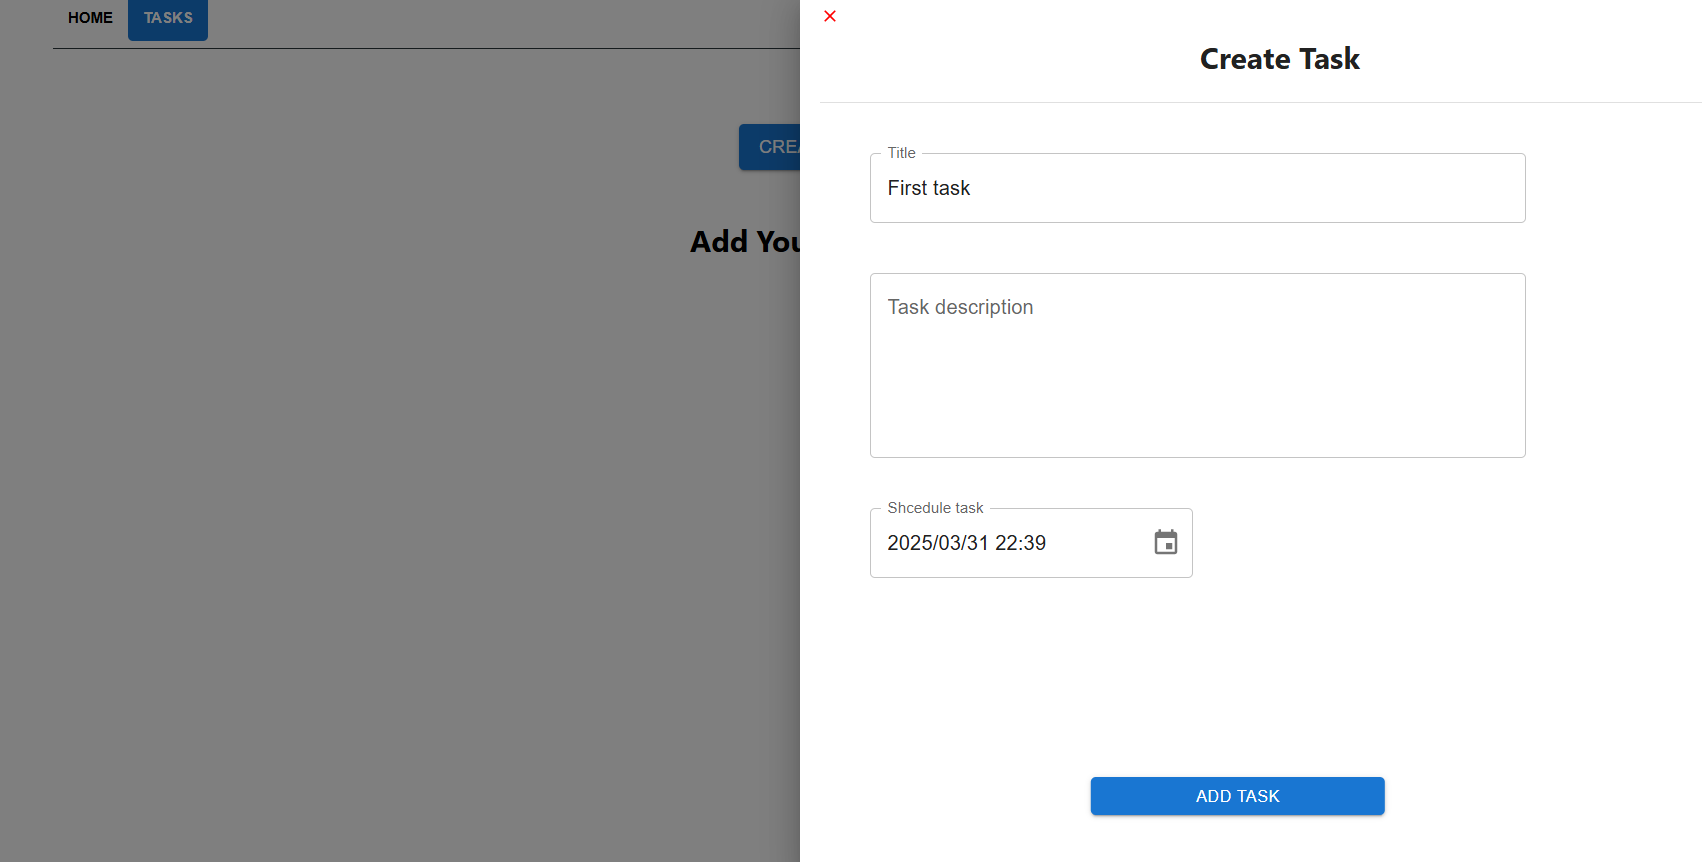 HOME TASKS
Create Task
CREA
Title
First task
Add You
Task description
Shcedule task
2025/03/31 22:39
ADD TASK